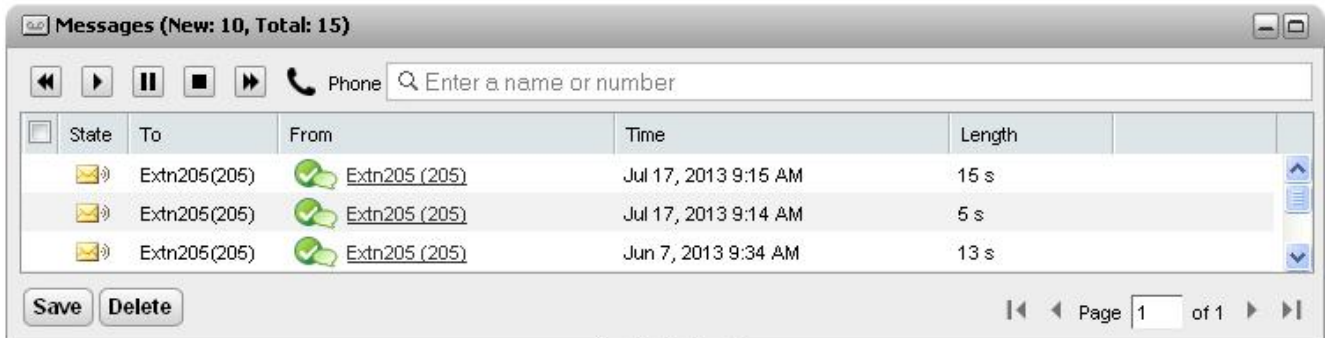 Messages (New: 10, Total: 15)
Phone Enter a name or number
State To From Time Length
Extn205(205) Extn205 (205) Jul 17, 2013 9:15 AM 15 s
Extn205(205) Extn205 (205) Jul 17, 2013 9:14 AM 5 s
Extn205(205) Extn205 (205) Jun 7, 2013 9:34 AM 13 s
Save Delete Page 1 of 1